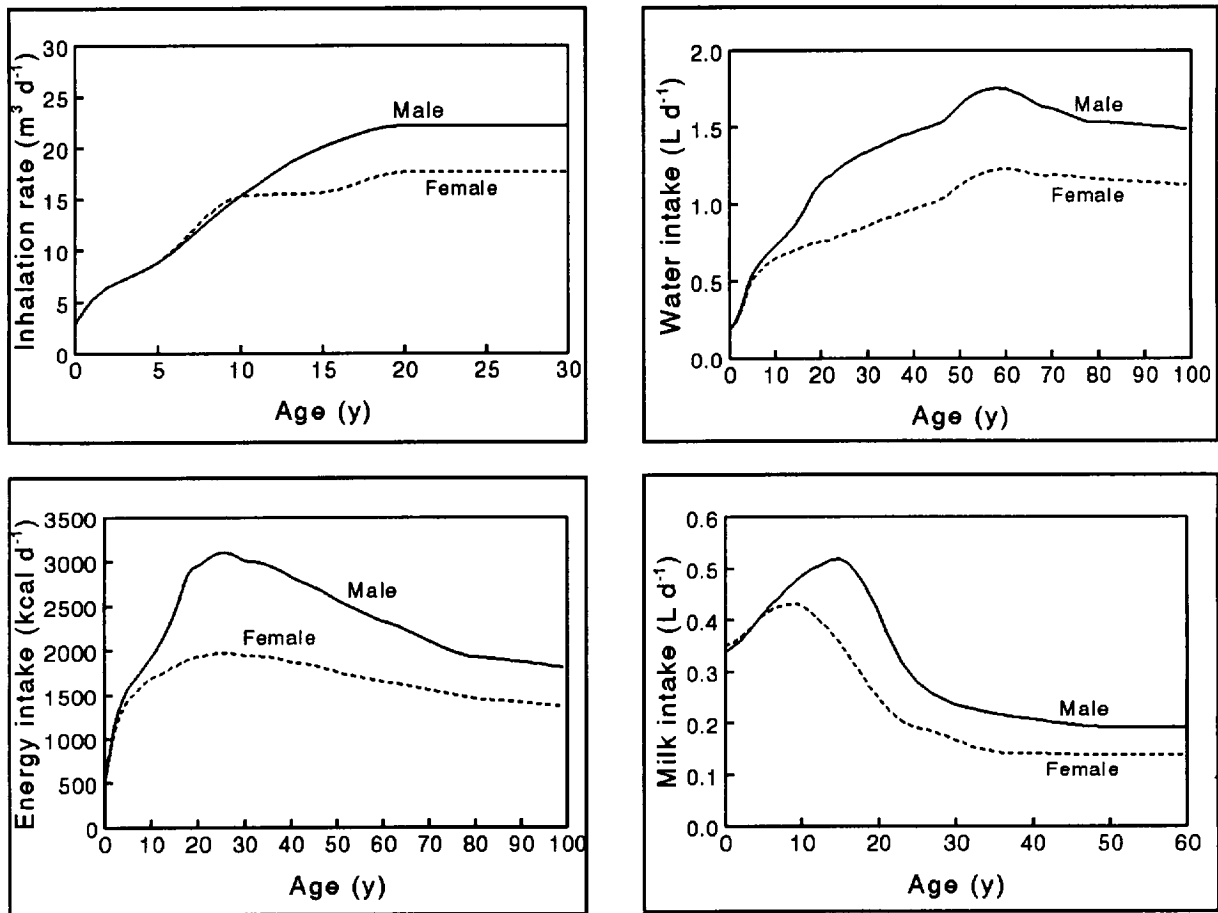 Inhalation rate (m³ d⁻¹)
30
25
20
15
10
5
0
Male
Female
0 5 10 15 20 25 30
Age (y)
Water intake (L d⁻¹)
2.0
1.5
1.0
0.5
0.0
Male
Female
0 10 20 30 40 50 60 70 80 90 100
Age (y)
Energy intake (kcal d⁻¹)
3500
3000
2500
2000
1500
1000
500
0
Male
Female
0 10 20 30 40 50 60 70 80 90 100
Age (y)
Milk intake (L d⁻¹)
0.6
0.5
0.4
0.3
0.2
0.1
0.0
Male
Female
0 10 20 30 40 50 60
Age (y)